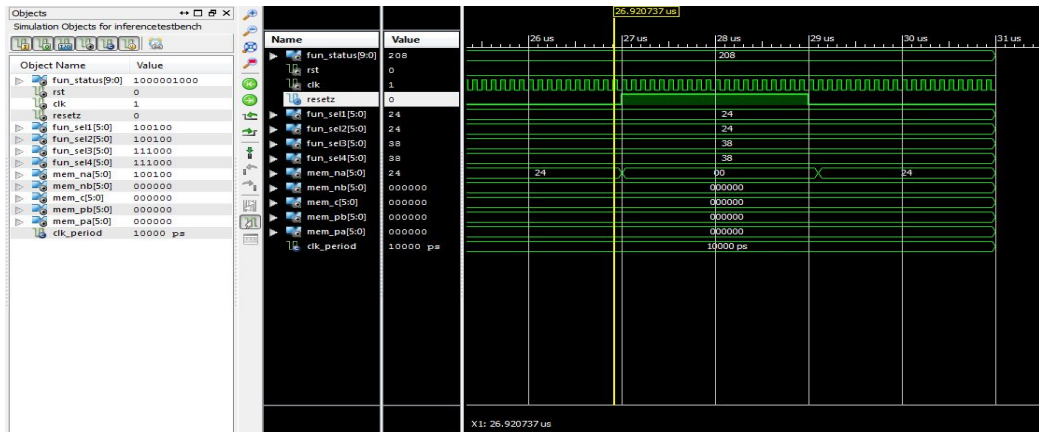 Objects
Simulation Objects for inferencetestbench
Object Name Value
fun_status[9:0] 1000001000
rst 0
clk 1
resetz 0
fun_sel1[5:0] 100100
fun_sel2[5:0] 100100
fun_sel3[5:0] 111000
fun_sel4[5:0] 111000
mem_na[5:0] 100100
mem_nb[5:0] 000000
mem_c[5:0] 000000
mem_pb[5:0] 000000
mem_pa[5:0] 000000
clk_period 10000 ps
26.920737 us
Name Value 26 us 27 us 28 us 29 us 30 us 31 us
fun_status[9:0] 208 208
rst 0
clk 1
resetz 0
fun_sel1[5:0] 24 24
fun_sel2[5:0] 24 24
fun_sel3[5:0] 38 38
fun_sel4[5:0] 38 38
mem_na[5:0] 24 24 00 24
mem_nb[5:0] 000000 000000
mem_c[5:0] 000000 000000
mem_pb[5:0] 000000 000000
mem_pa[5:0] 000000 000000
clk_period 10000 ps 10000 ps
X1: 26.920737 us